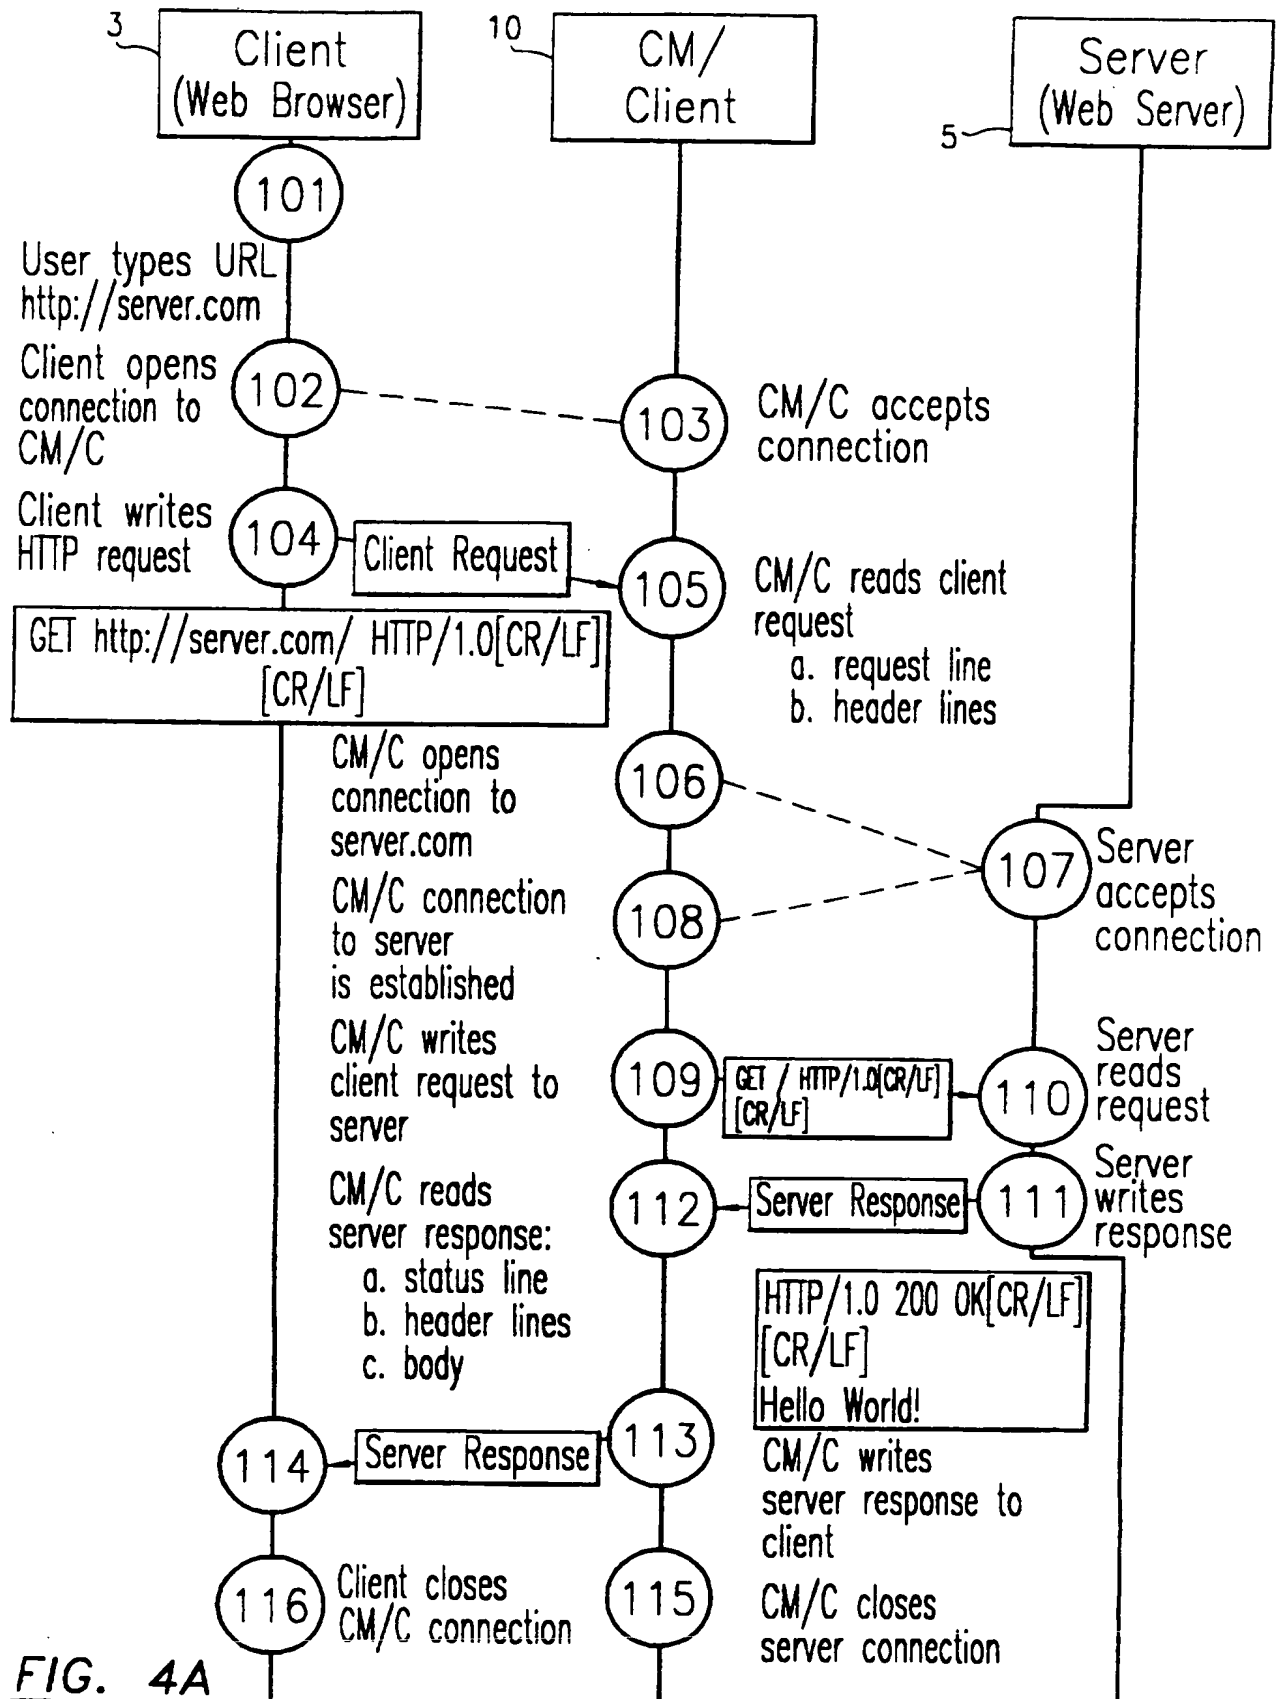 3
Client
(Web Browser)
10
CM/
Client
Server
(Web Server)
5
101
User types URL
http://server.com
Client opens
connection to
CM/C
102
103
CM/C accepts
connection
Client writes
HTTP request
104
Client Request
105
CM/C reads client
request
a. request line
b. header lines
GET http://server.com/ HTTP/1.0[CR/LF]
[CR/LF]
CM/C opens
connection to
server.com
106
107
Server
accepts
connection
CM/C connection
to server
is established
108
CM/C writes
client request to
server
109
GET / HTTP/1.0[CR/LF]
[CR/LF]
110
Server
reads
request
CM/C reads
server response:
a. status line
b. header lines
c. body
112
Server Response
111
Server
writes
response
HTTP/1.0 200 OK[CR/LF]
[CR/LF]
Hello World!
114
Server Response
113
CM/C writes
server response to
client
116
Client closes
CM/C connection
115
CM/C closes
server connection
FIG. 4A